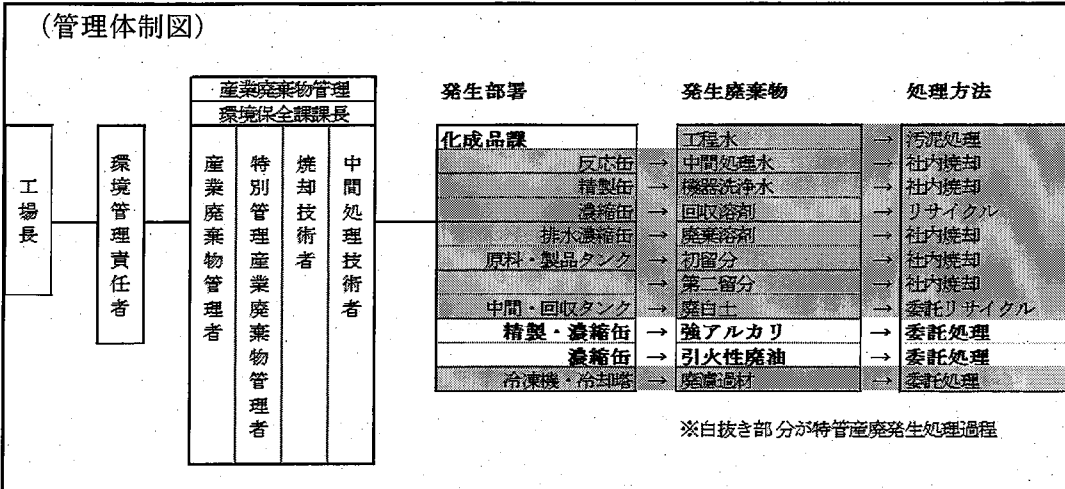 （管理体制図）
工場長
環境管理責任者
産業廃棄物管理
環境保全課課長
産業廃棄物管理者
特別管理産業廃棄物管理者
焼却技術者
中間処理技術者
発生部署 発生廃棄物 処理方法
化成品課 工程水 → 汚泥処理
反応缶 → 中間処理水 → 社内焼却
精製缶 → 機器洗浄水 → 社内焼却
濃縮缶 → 回収溶剤 → リサイクル
排水濃縮缶 → 廃棄溶剤 → 社内焼却
原料・製品タンク → 初留分 → 社内焼却
→ 第二留分 → 社内焼却
中間・回収タンク → 廃白土 → 委託リサイクル
精製・濃縮缶 → 強アルカリ → 委託処理
濃縮缶 → 引火性廃油 → 委託処理
冷凍機・冷却塔 → 廃濾過材 → 委託処理
※白抜き部分が特管産廃発生処理過程